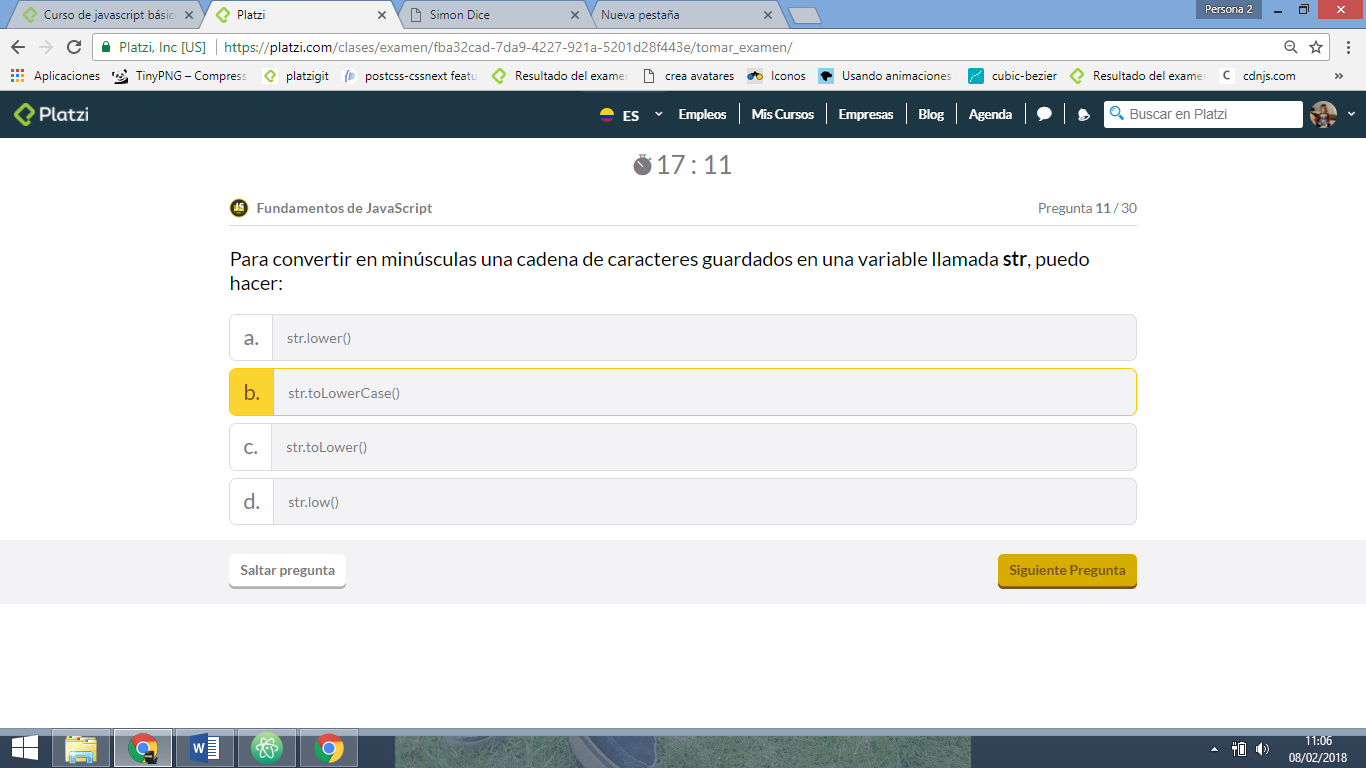 Persona 2
Curso de javascript básic
Platzi
Simon Dice
Nueva pestaña
Platzi, Inc [US]
https://platzi.com/clases/examen/fba32cad-7da9-4227-921a-5201d28f443e/tomar_examen/
Aplicaciones
TinyPNG – Compress
platzigit
postcss-cssnext featu
Resultado del exame
crea avatares
Iconos
Usando animaciones
cubic-bezier
Resultado del exame
cdnjs.com
»
Platzi
ES
Empleos
Mis Cursos
Empresas
Blog
Agenda
Buscar en Platzi
17 : 11
JS
Fundamentos de JavaScript
Pregunta 11 / 30
Para convertir en minúsculas una cadena de caracteres guardados en una variable llamada str, puedo
hacer:
a. str.lower()
b. str.toLowerCase()
c. str.toLower()
d. str.low()
Saltar pregunta
Siguiente Pregunta
11:06
08/02/2018